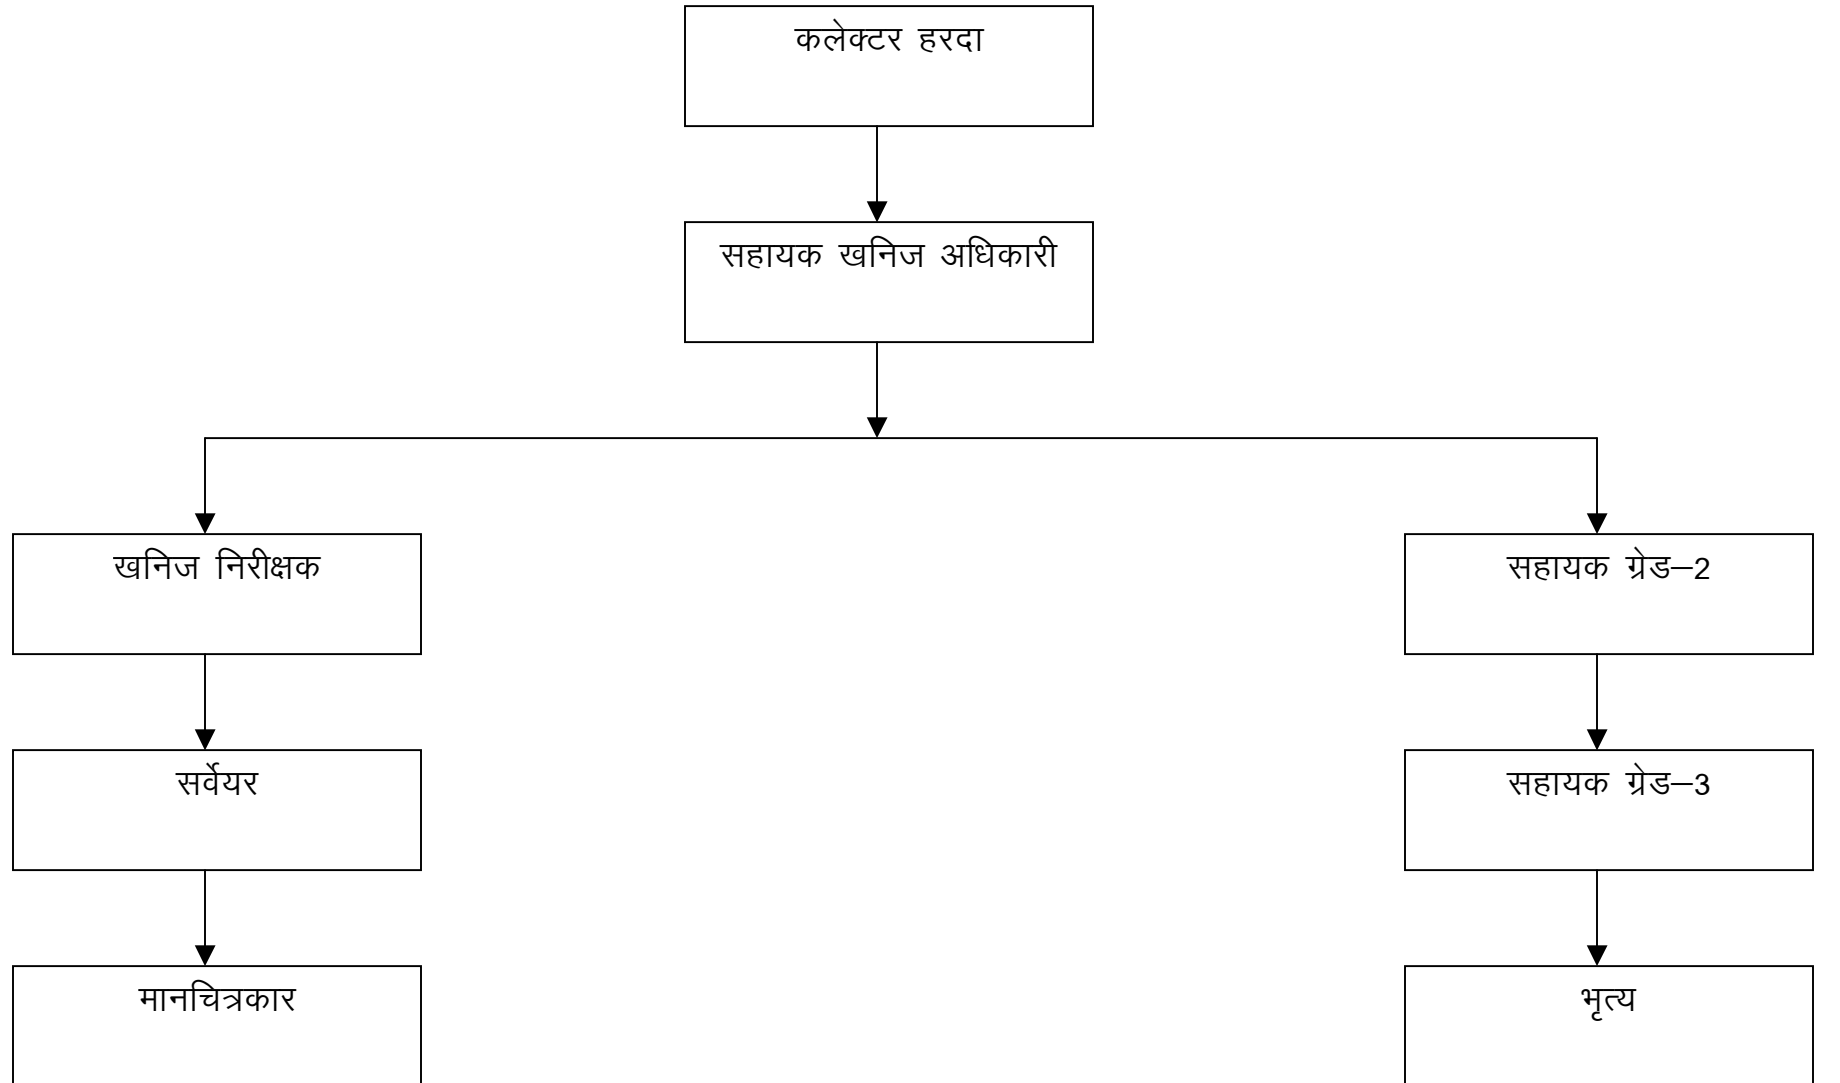 कलेक्टर हरदा
सहायक खनिज अधिकारी
खनिज निरीक्षक
सहायक ग्रेड–2
सर्वेयर
सहायक ग्रेड–3
मानचित्रकार
भृत्य